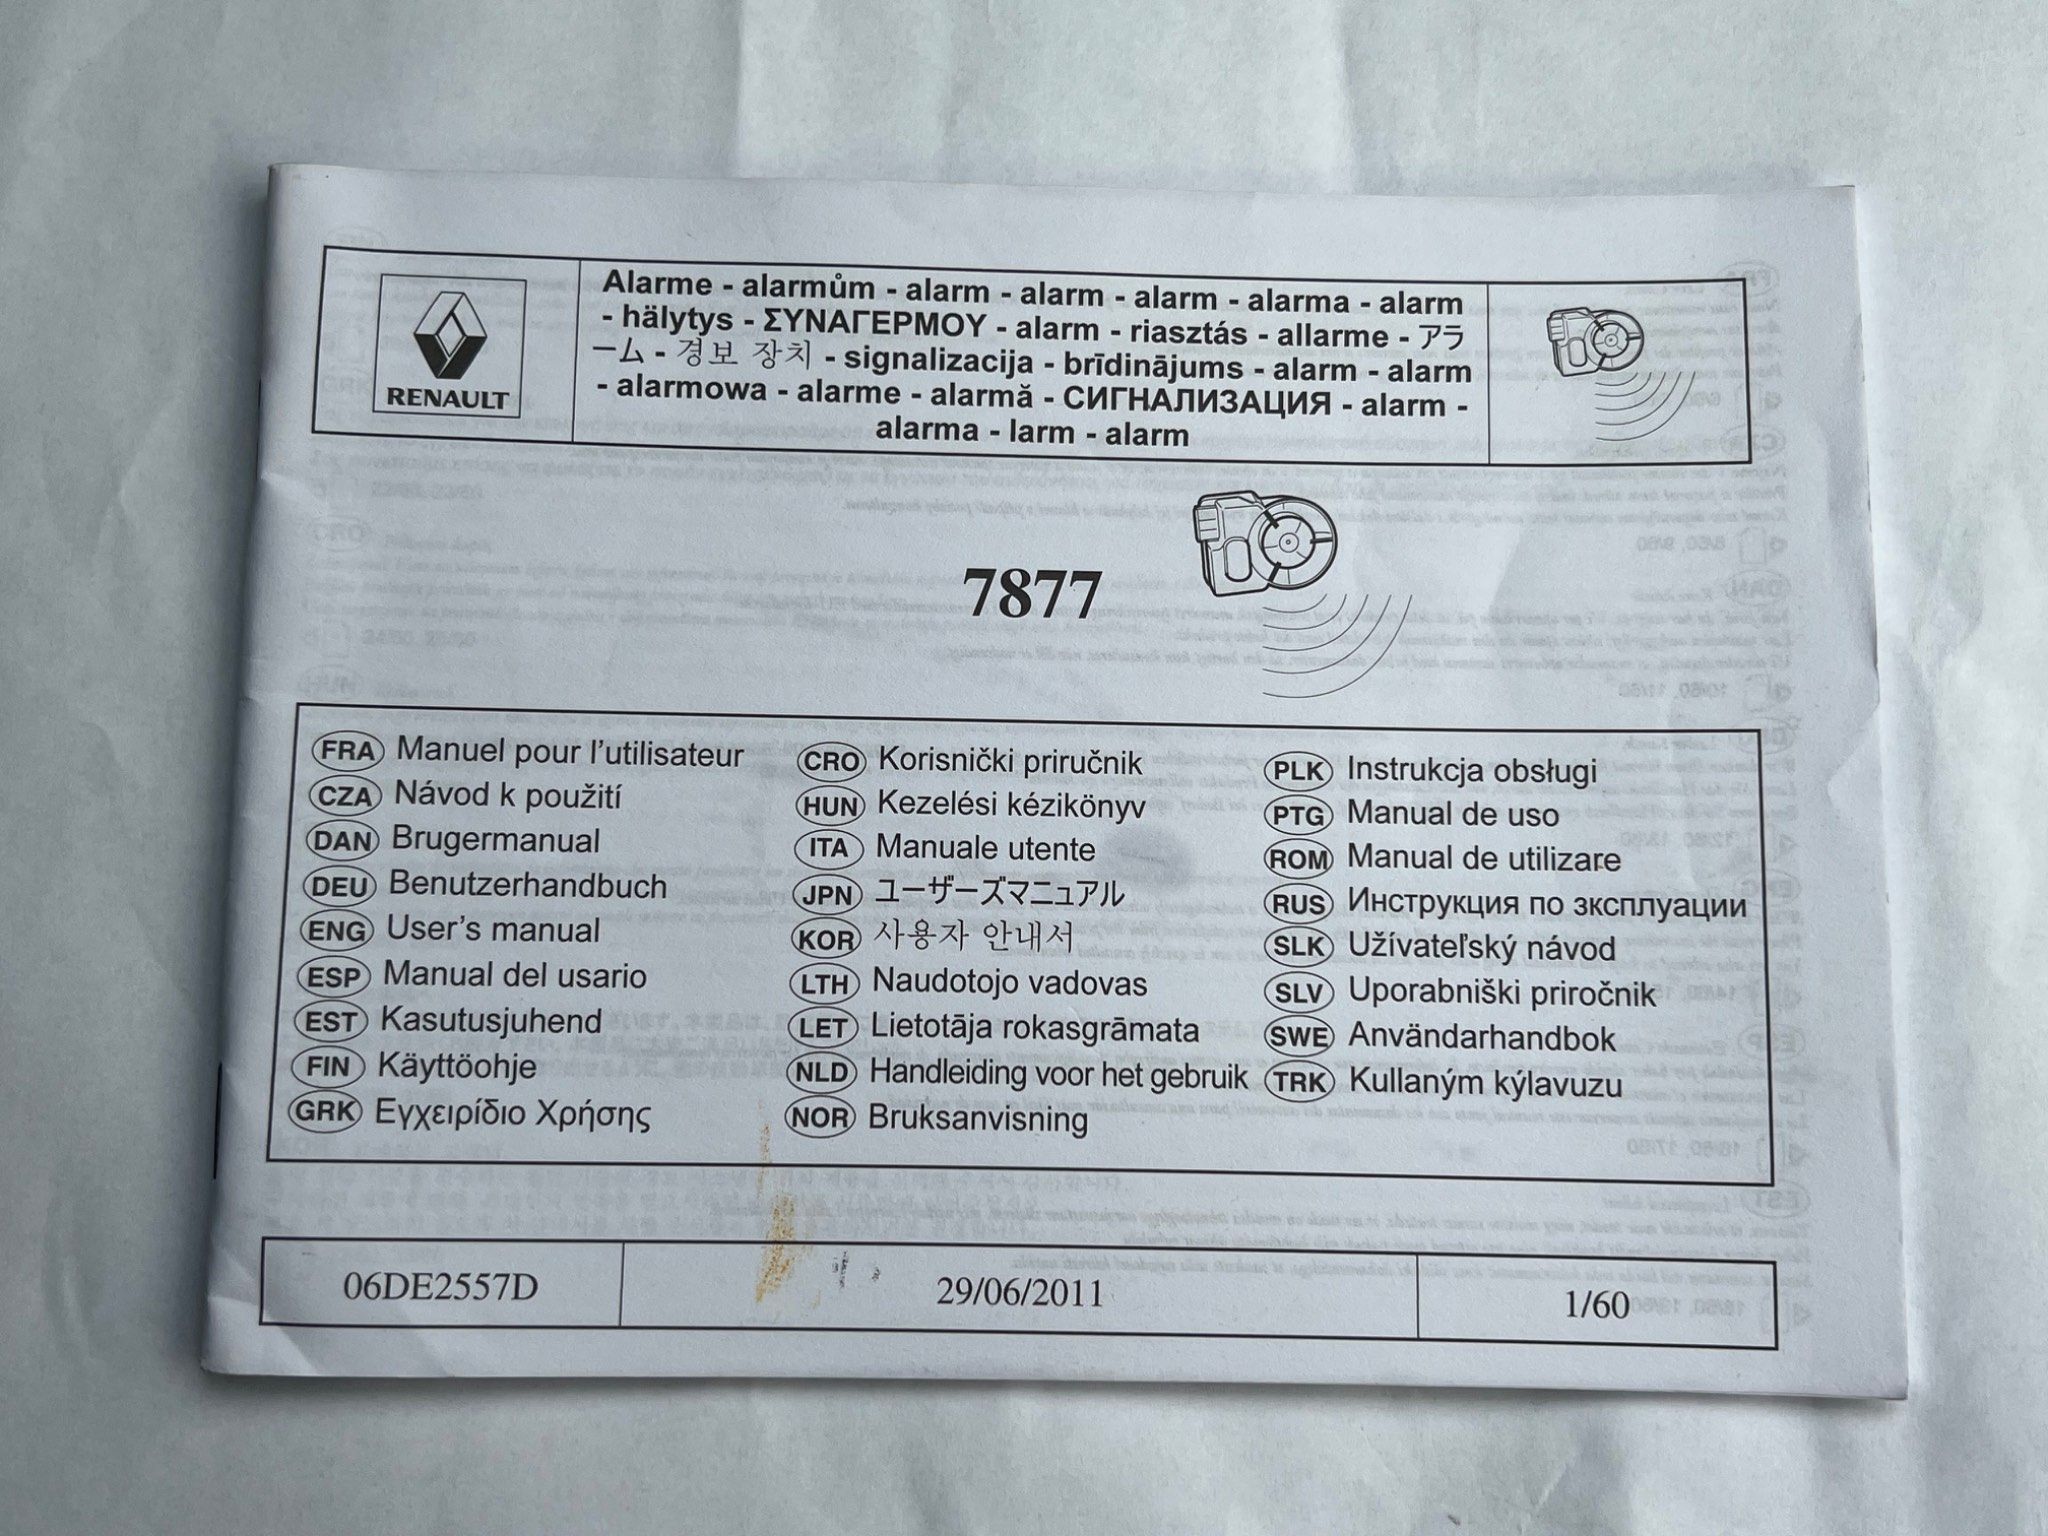 RENAULT
Alarme - alarmům - alarm - alarm - alarm - alarma - alarm
- hälytys - ΣΥΝΑΓΕΡΜΟΥ - alarm - riasztás - allarme - アラ
ーム - 경보 장치 - signalizacija - brīdinājums - alarm - alarm
- alarmowa - alarme - alarmă - СИГНАЛИЗАЦИЯ - alarm -
alarma - larm - alarm
7877
FRA Manuel pour l'utilisateur
CZA Návod k použití
DAN Brugermanual
DEU Benutzerhandbuch
ENG User's manual
ESP Manual del usario
EST Kasutusjuhend
FIN Käyttöohje
GRK Εγχειρίδιο Χρήσης
CRO Korisnički priručnik
HUN Kezelési kézikönyv
ITA Manuale utente
JPN ユーザーズマニュアル
KOR 사용자 안내서
LTH Naudotojo vadovas
LET Lietotāja rokasgrāmata
NLD Handleiding voor het gebruik
NOR Bruksanvisning
PLK Instrukcja obsługi
PTG Manual de uso
ROM Manual de utilizare
RUS Инструкция по зксплуации
SLK Užívateľský návod
SLV Uporabniški priročnik
SWE Användarhandbok
TRK Kullaným kýlavuzu
06DE2557D
29/06/2011
1/60